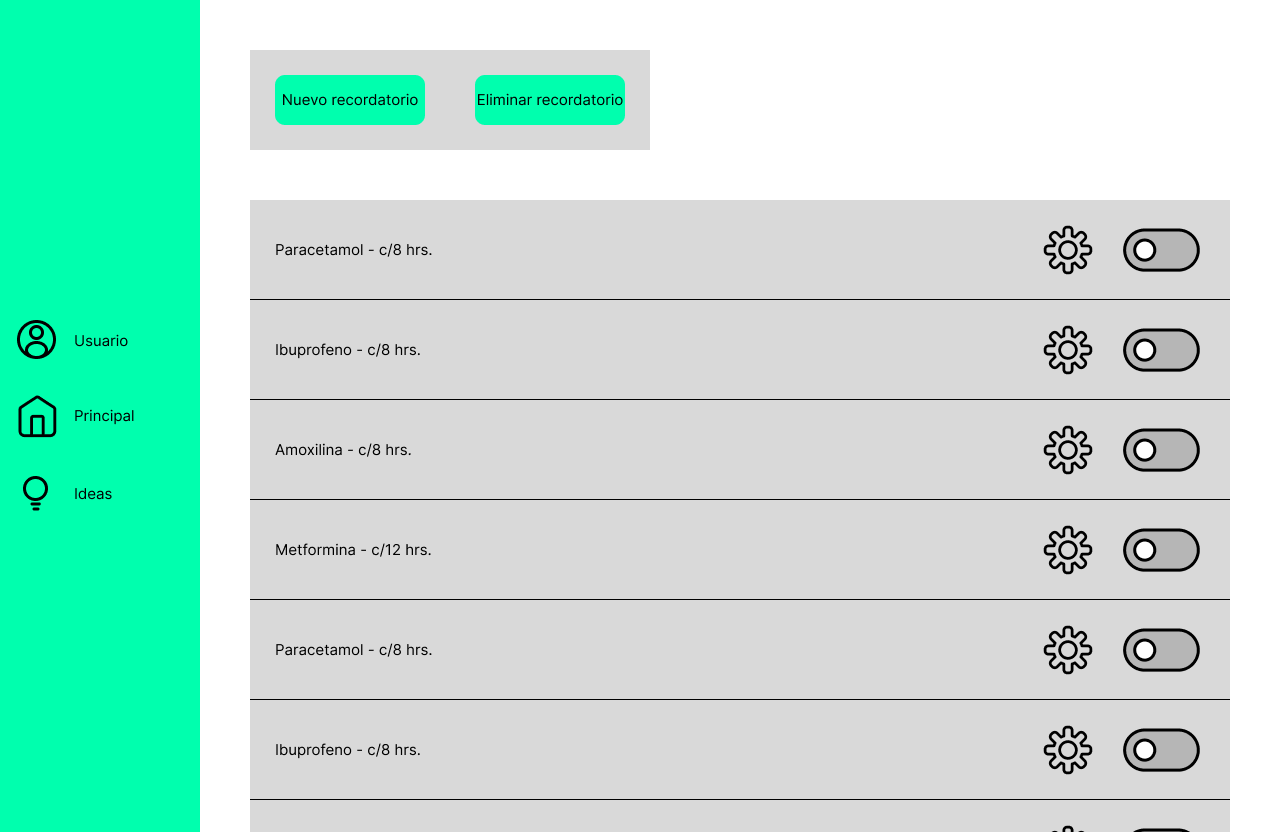 Nuevo recordatorio
Eliminar recordatorio
Paracetamol - c/8 hrs.
Ibuprofeno - c/8 hrs.
Usuario
Principal
Amoxilina - c/8 hrs.
Ideas
Metformina - c/12 hrs.
Paracetamol - c/8 hrs.
Ibuprofeno - c/8 hrs.